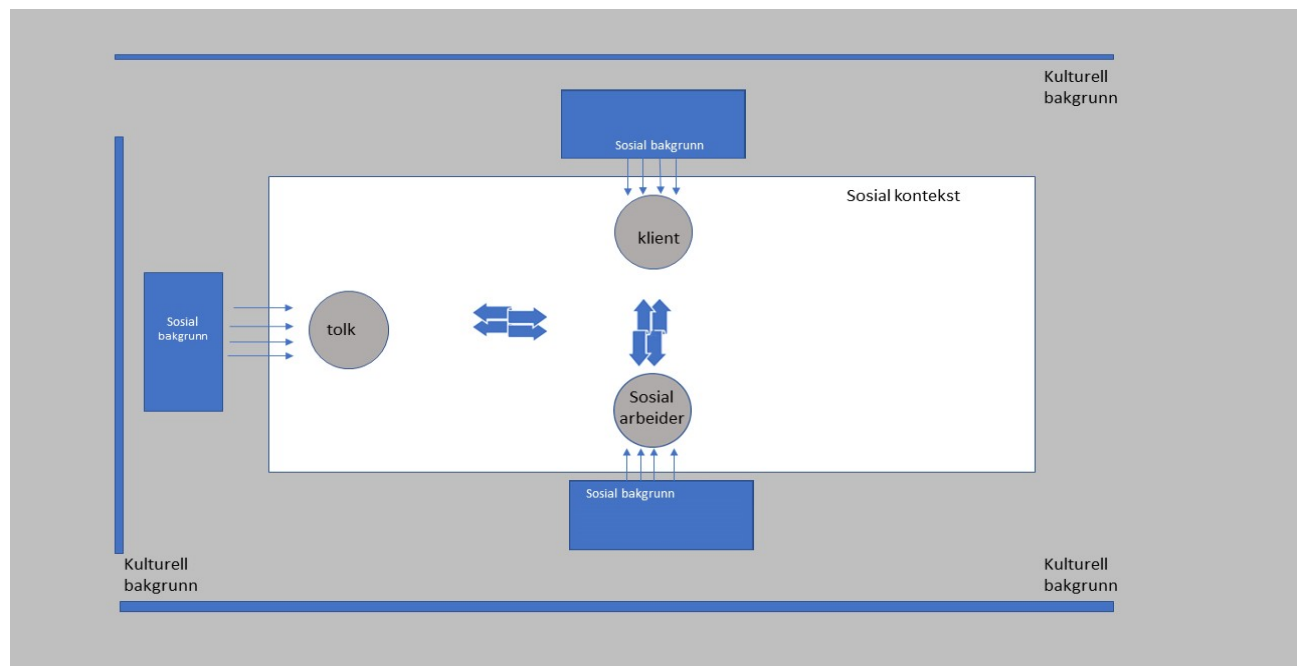 Kulturell
bakgrunn
Sosial bakgrunn
Sosial kontekst
klient
Sosial
bakgrunn
tolk
Sosial
arbeider
Sosial bakgrunn
Kulturell
bakgrunn
Kulturell
bakgrunn